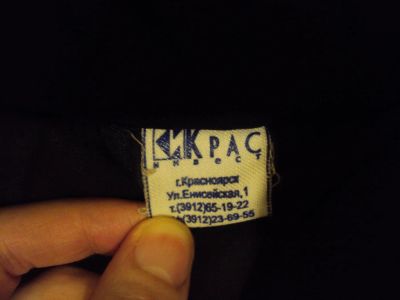 КРАС
ИНВЕСТ
г.Красноярск
Ул.Енисейская,1
т.(3912)65-19-22
(3912)23-69-55